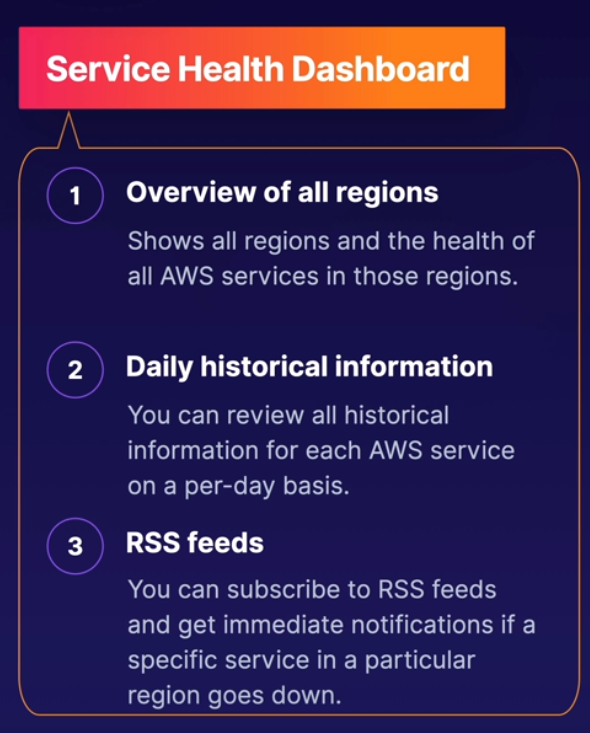 Service Health Dashboard
1
Overview of all regions
Shows all regions and the health of
all AWS services in those regions.
2
Daily historical information
You can review all historical
information for each AWS service
on a per-day basis.
3
RSS feeds
You can subscribe to RSS feeds
and get immediate notifications if a
specific service in a particular
region goes down.